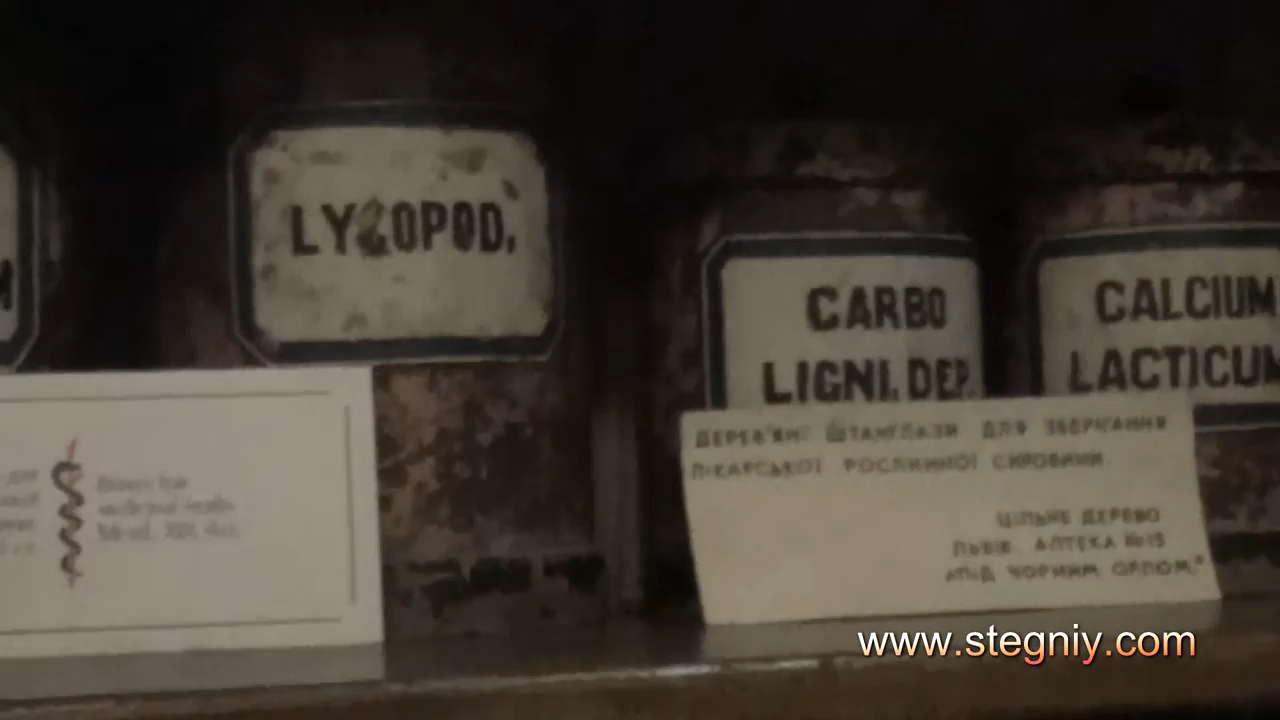 LYCOPOD.
CARBO
LIGNI. DEP.
CALCIUM
LACTICUM
ДЕРЕВ'ЯНІ ШТАНГЛАЗИ ДЛЯ ЗБЕРІГАННЯ
ЛІКАРСЬКОЇ РОСЛИННОЇ СИРОВИНИ.
ЦІЛЬНЕ ДЕРЕВО
ЛЬВІВ. АПТЕКА №15
„ПІД ЧОРНИМ ОРЛОМ."
www.stegniy.com